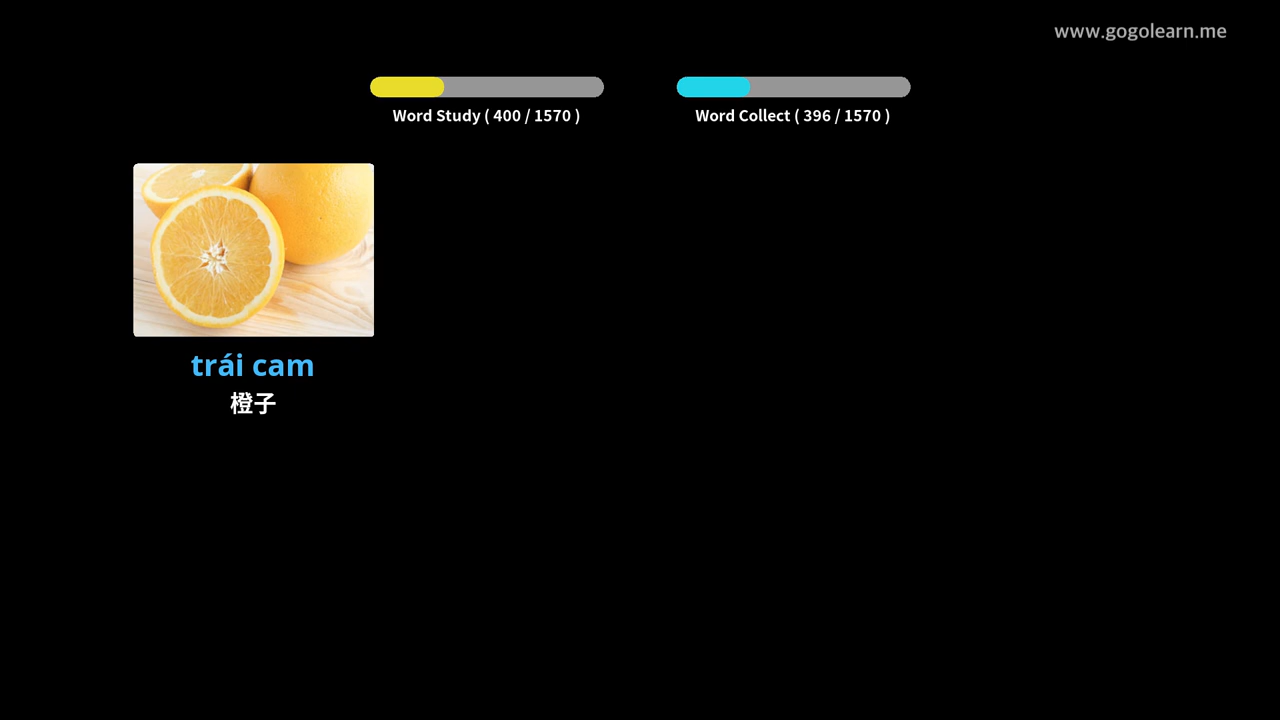 www.gogolearn.me
Word Study ( 400 / 1570 )
Word Collect ( 396 / 1570 )
trái cam
橙子